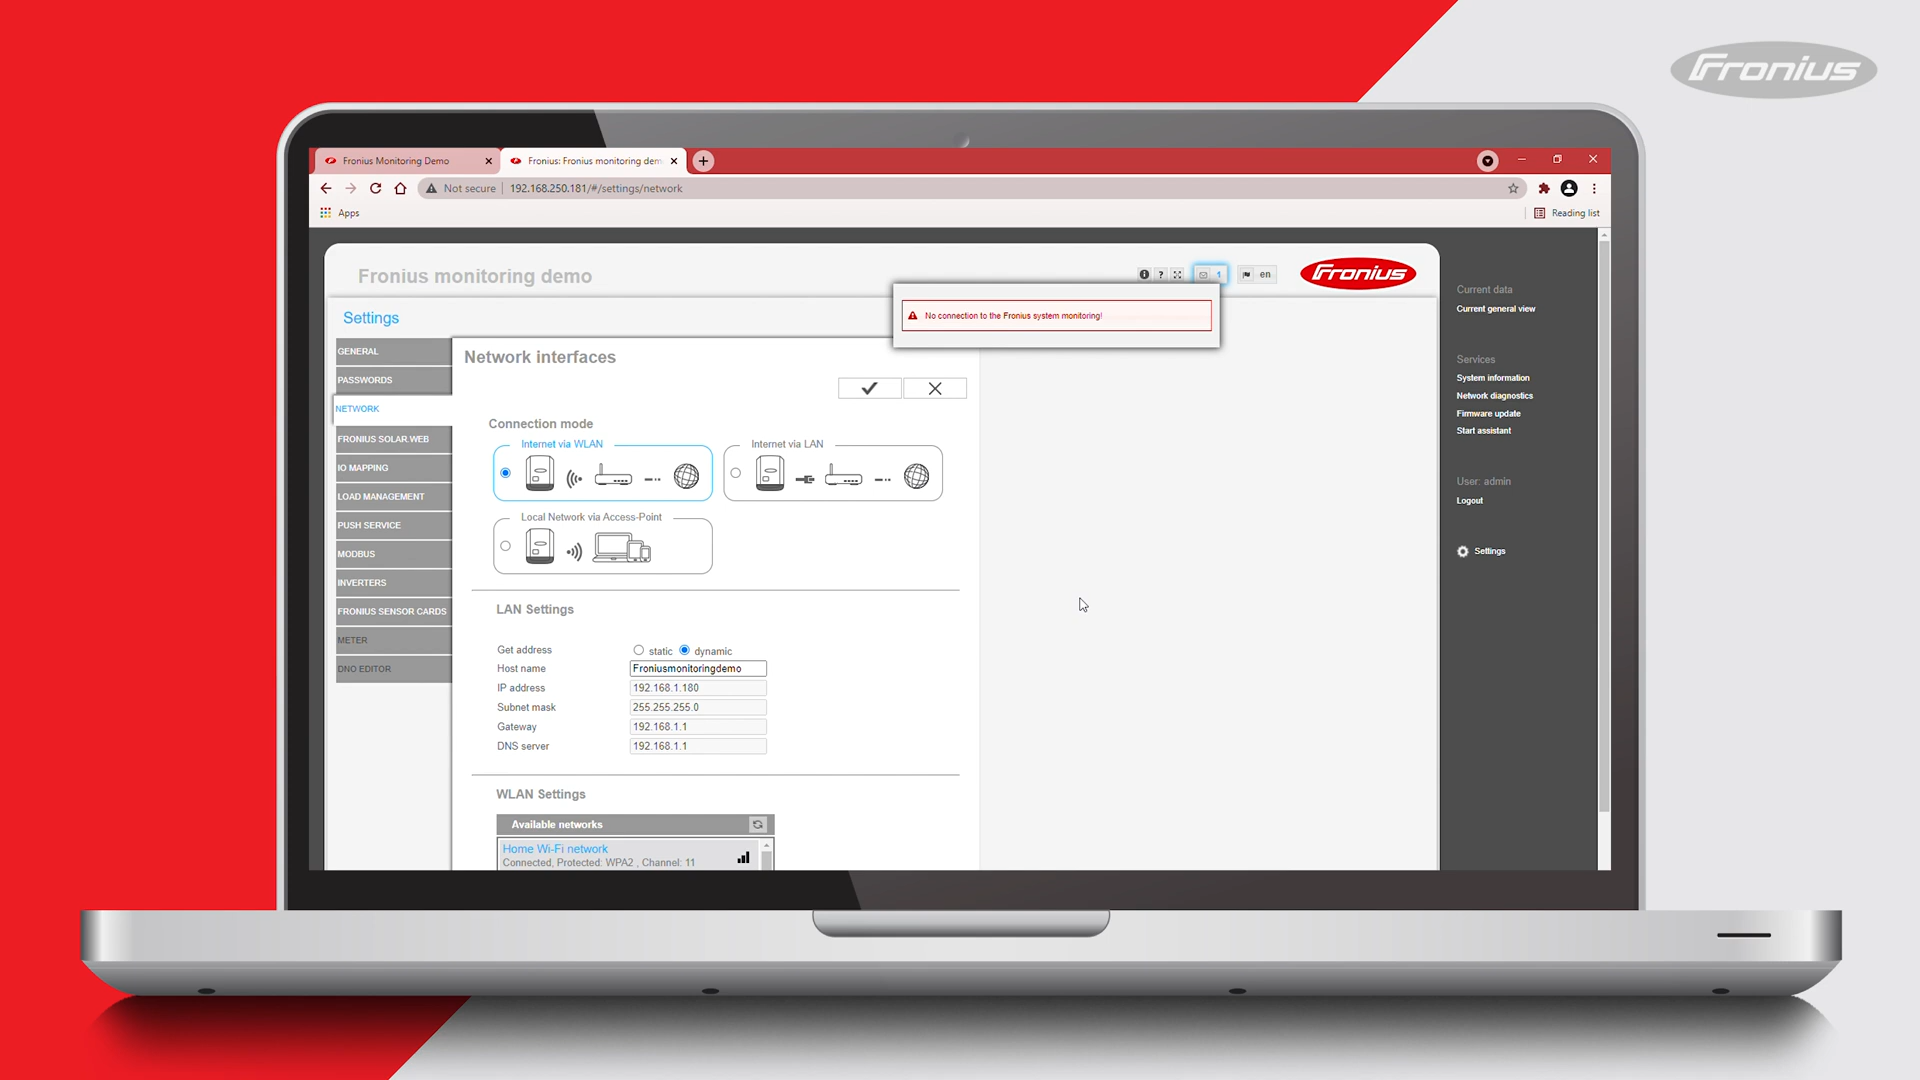 Fronius
Fronius Monitoring Demo
Fronius: Fronius monitoring dem
Not secure
192.168.250.181/#/settings/network
Apps
Reading list
Fronius monitoring demo
1
en
Fronius
No connection to the Fronius system monitoring!
Settings
GENERAL
PASSWORDS
NETWORK
FRONIUS SOLAR.WEB
IO MAPPING
LOAD MANAGEMENT
PUSH SERVICE
MODBUS
INVERTERS
FRONIUS SENSOR CARDS
METER
DNO EDITOR
Network interfaces
Connection mode
Internet via WLAN
Internet via LAN
Local Network via Access-Point
LAN Settings
Get address static dynamic
Host name Froniusmonitoringdemo
IP address 192.168.1.180
Subnet mask 255.255.255.0
Gateway 192.168.1.1
DNS server 192.168.1.1
WLAN Settings
Available networks
Home Wi-Fi network
Connected, Protected: WPA2 , Channel: 11
Current data
Current general view
Services
System information
Network diagnostics
Firmware update
Start assistant
User: admin
Logout
Settings